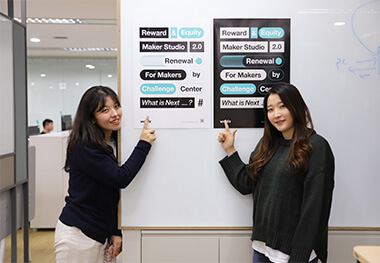 Reward & Equity
Maker Studio 2.0
Renewal
For Makers by
Challenge Center
What is Next ...? #
Reward & Equity
Maker Studio 2.0
Renewal
For Makers by
Challenge Center
What is Next ...?